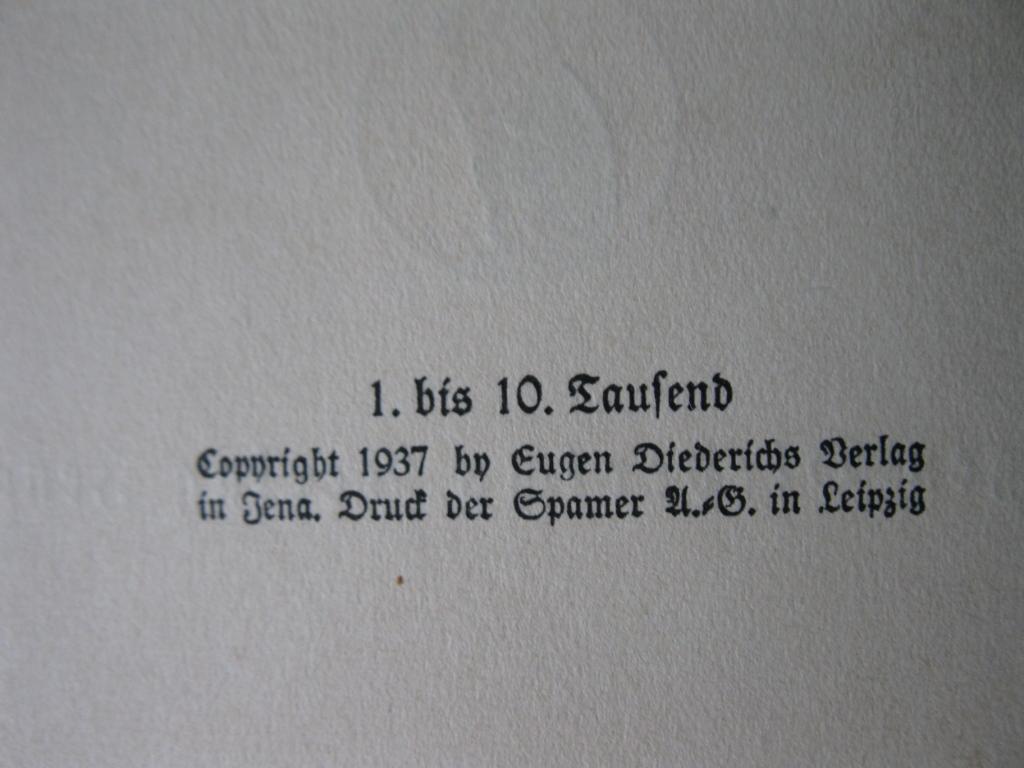 1. bis 10. Tauſend
Copyright 1937 by Eugen Diederichs Verlag
in Jena. Druck der Spamer A.-G. in Leipzig